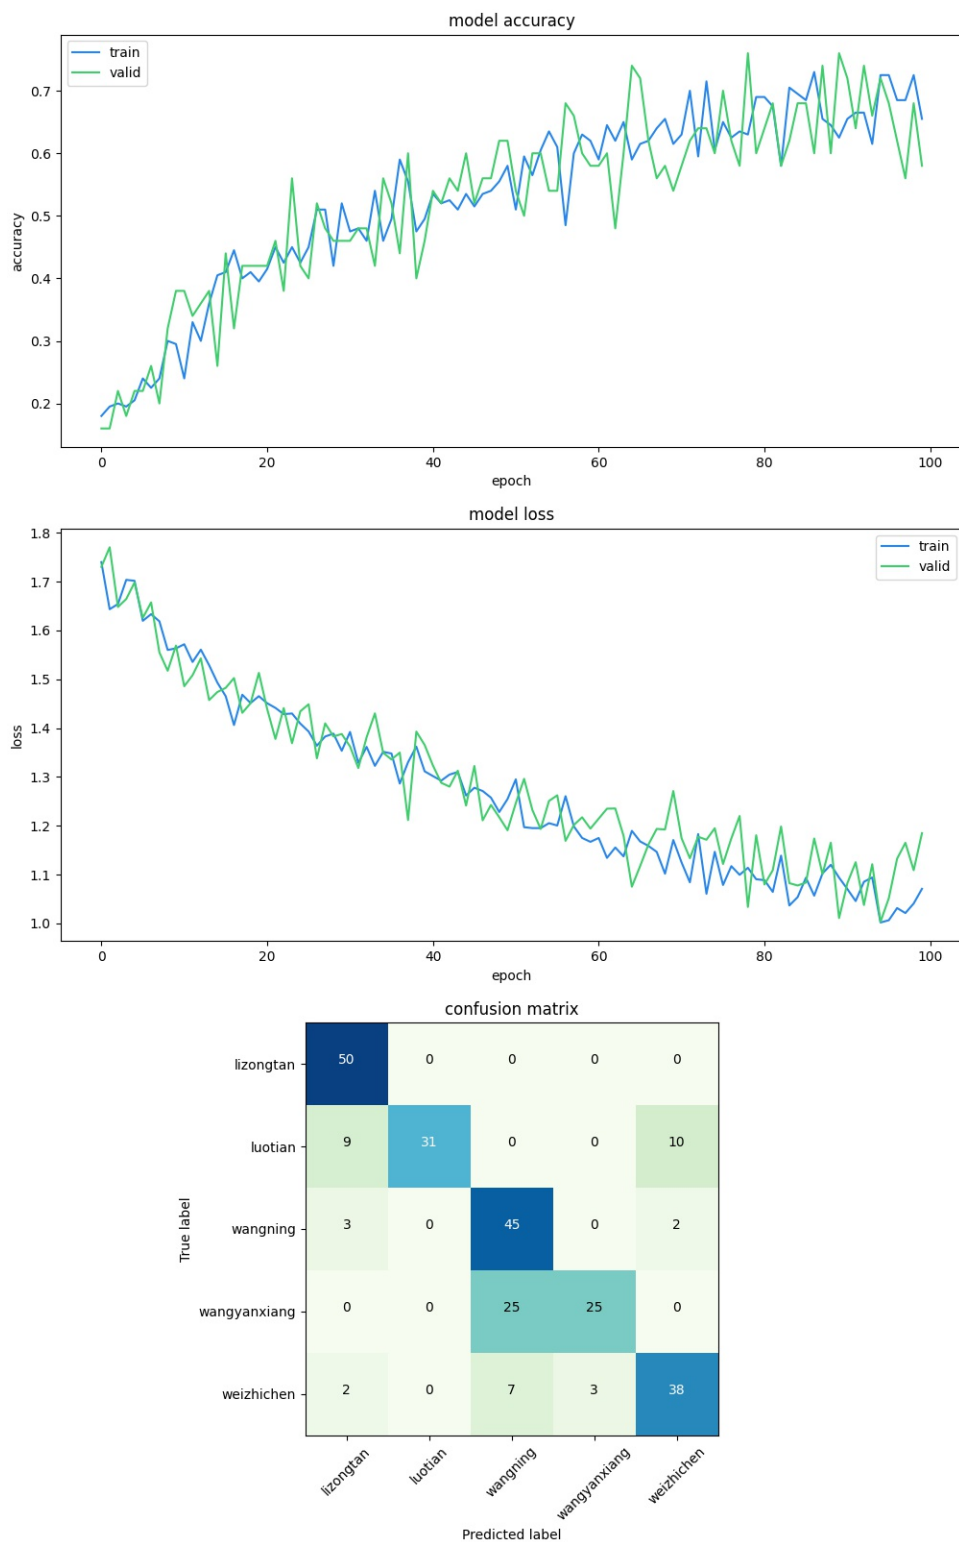 model accuracy
train
valid
0.7
0.6
0.5
0.4
0.3
0.2
accuracy
0 20 40 60 80 100
epoch
model loss
train
valid
1.8
1.7
1.6
1.5
1.4
1.3
1.2
1.1
1.0
loss
0 20 40 60 80 100
epoch
confusion matrix
True label
lizongtan 50 0 0 0 0
luotian 9 31 0 0 10
wangning 3 0 45 0 2
wangyanxiang 0 0 25 25 0
weizhichen 2 0 7 3 38
lizongtan luotian wangning wangyanxiang weizhichen
Predicted label